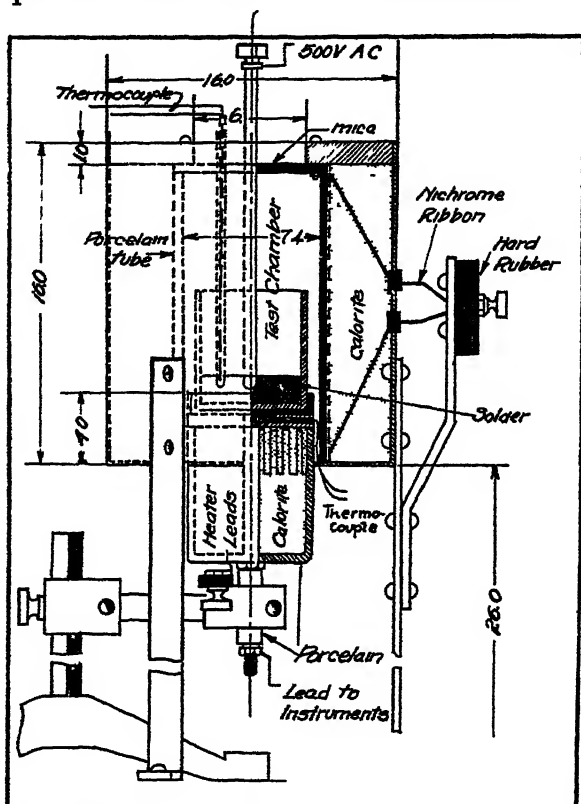 500V AC
16.0
Thermocouple
6.
mica
10
Nichrome
Ribbon
Porcelain
tube
7.4
Hard
Rubber
Test Chamber
Calorite
16.0
Solder
4.0
Heater
Leads
Calorite
Thermo-
couple
26.0
Porcelain
Lead to
Instruments